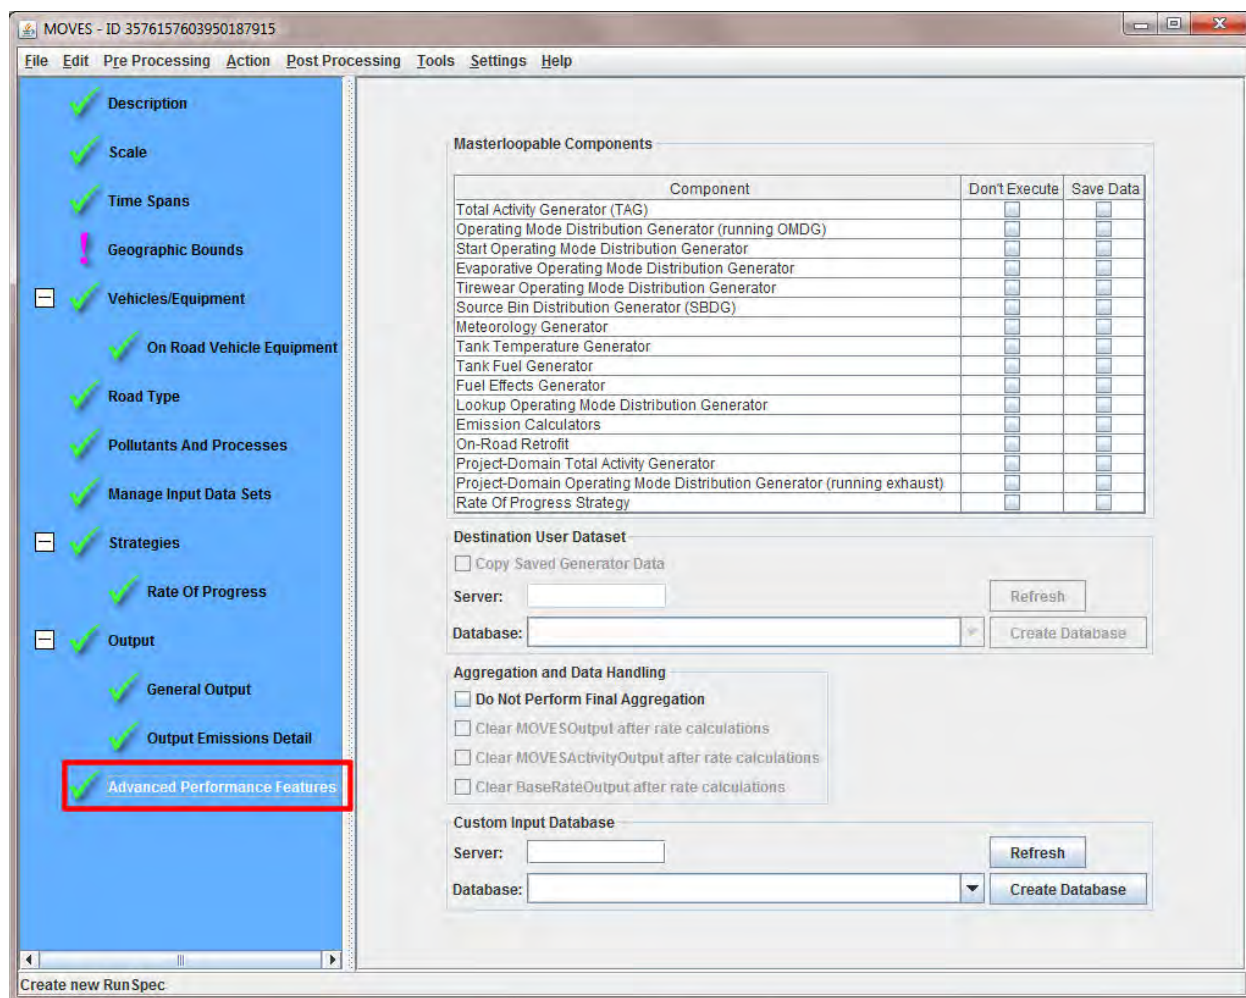 MOVES - ID 3576157603950187915
File Edit Pre Processing Action Post Processing Tools Settings Help
Description
Scale
Time Spans
Geographic Bounds
Vehicles/Equipment
On Road Vehicle Equipment
Road Type
Pollutants And Processes
Manage Input Data Sets
Strategies
Rate Of Progress
Output
General Output
Output Emissions Detail
Advanced Performance Features
Masterloopable Components
Component Don't Execute Save Data
Total Activity Generator (TAG)
Operating Mode Distribution Generator (running OMDG)
Start Operating Mode Distribution Generator
Evaporative Operating Mode Distribution Generator
Tirewear Operating Mode Distribution Generator
Source Bin Distribution Generator (SBDG)
Meteorology Generator
Tank Temperature Generator
Tank Fuel Generator
Fuel Effects Generator
Lookup Operating Mode Distribution Generator
Emission Calculators
On-Road Retrofit
Project-Domain Total Activity Generator
Project-Domain Operating Mode Distribution Generator (running exhaust)
Rate Of Progress Strategy
Destination User Dataset
Copy Saved Generator Data
Server: Refresh
Database: Create Database
Aggregation and Data Handling
Do Not Perform Final Aggregation
Clear MOVESOutput after rate calculations
Clear MOVESActivityOutput after rate calculations
Clear BaseRateOutput after rate calculations
Custom Input Database
Server: Refresh
Database: Create Database
Create new RunSpec